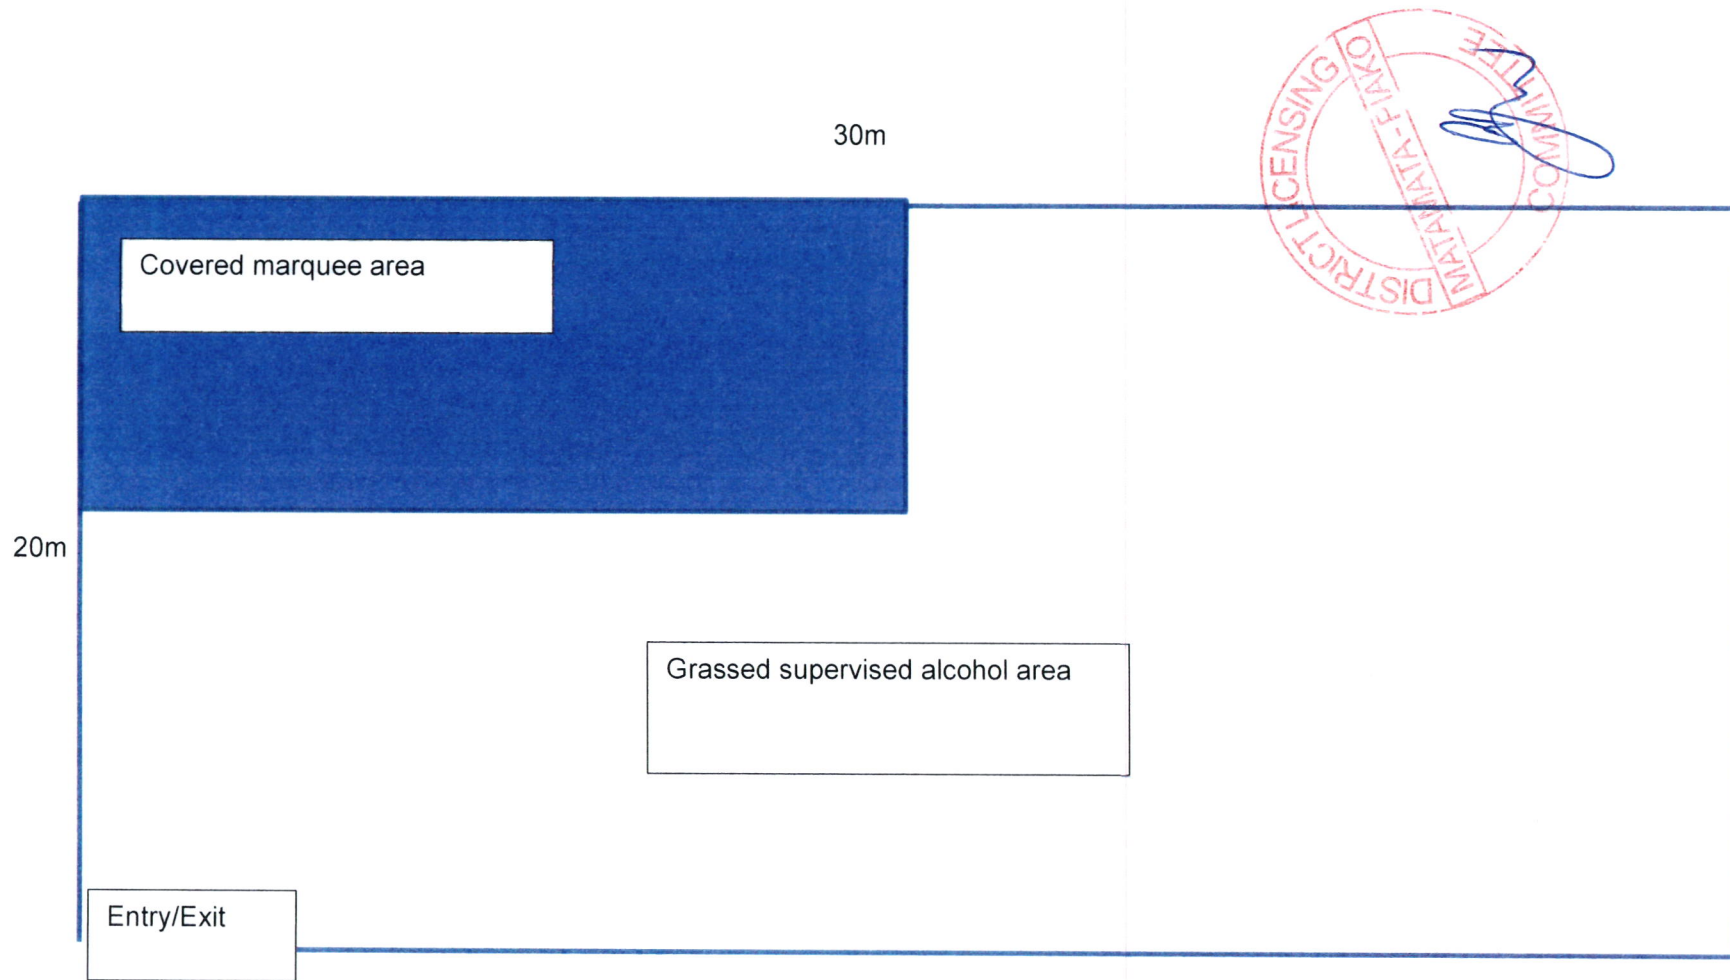 30m
DISTRICT LICENSING
COMMITTEE
MATAMATA-PIAKO
Covered marquee area
20m
Grassed supervised alcohol area
Entry/Exit